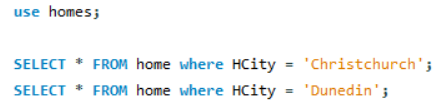 use homes;
SELECT * FROM home where HCity = 'Christchurch';
SELECT * FROM home where HCity = 'Dunedin';